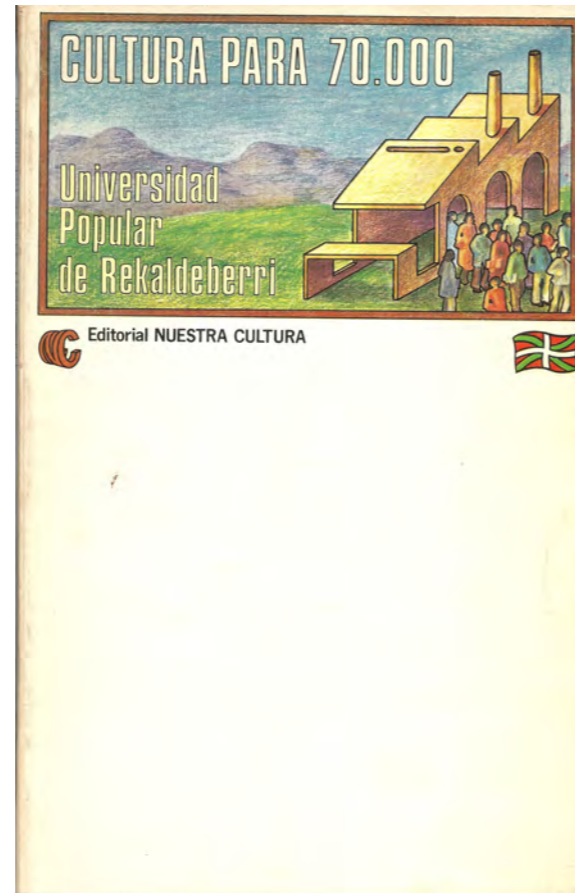 CULTURA PARA 70.000
Universidad
Popular
de Rekaldeberri
Editorial NUESTRA CULTURA